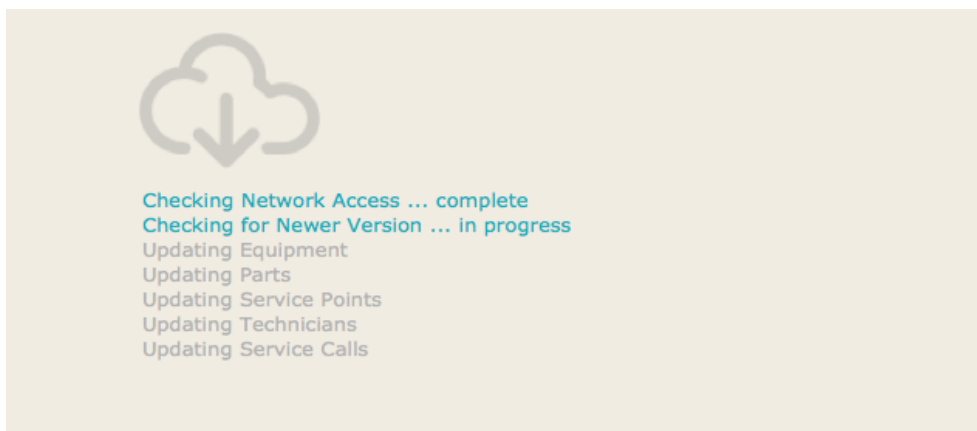 Checking Network Access ... complete
Checking for Newer Version ... in progress
Updating Equipment
Updating Parts
Updating Service Points
Updating Technicians
Updating Service Calls